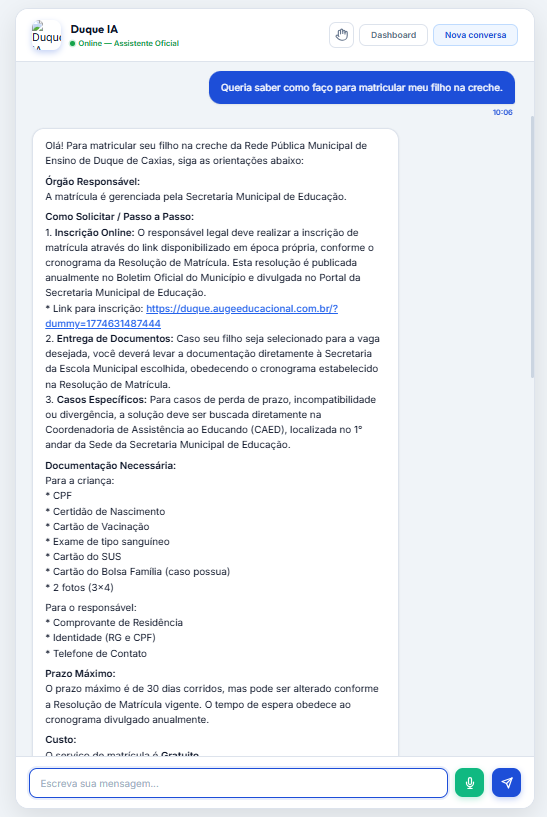 Duque IA
Duque IA
Online — Assistente Oficial
Dashboard
Nova conversa
Queria saber como faço para matricular meu filho na creche.
10:06
Olá! Para matricular seu filho na creche da Rede Pública Municipal de
Ensino de Duque de Caxias, siga as orientações abaixo:
Órgão Responsável:
A matrícula é gerenciada pela Secretaria Municipal de Educação.
Como Solicitar / Passo a Passo:
1. Inscrição Online: O responsável legal deve realizar a inscrição de
matrícula através do link disponibilizado em época própria, conforme o
cronograma da Resolução de Matrícula. Esta resolução é publicada
anualmente no Boletim Oficial do Município e divulgada no Portal da
Secretaria Municipal de Educação.
* Link para inscrição: https://duque.augeeducacional.com.br/?
dummy=1774631487444
2. Entrega de Documentos: Caso seu filho seja selecionado para a vaga
desejada, você deverá levar a documentação diretamente à Secretaria
da Escola Municipal escolhida, obedecendo o cronograma estabelecido
na Resolução de Matrícula.
3. Casos Específicos: Para casos de perda de prazo, incompatibilidade
ou divergência, a solução deve ser buscada diretamente na
Coordenadoria de Assistência ao Educando (CAED), localizada no 1º
andar da Sede da Secretaria Municipal de Educação.
Documentação Necessária:
Para a criança:
* CPF
* Certidão de Nascimento
* Cartão de Vacinação
* Exame de tipo sanguíneo
* Cartão do SUS
* Cartão do Bolsa Família (caso possua)
* 2 fotos (3×4)
Para o responsável:
* Comprovante de Residência
* Identidade (RG e CPF)
* Telefone de Contato
Prazo Máximo:
O prazo máximo é de 30 dias corridos, mas pode ser alterado conforme
a Resolução de Matrícula vigente. O tempo de espera obedece ao
cronograma divulgado anualmente.
Custo:
O serviço de matrícula é Gratuito
Escreva sua mensagem...